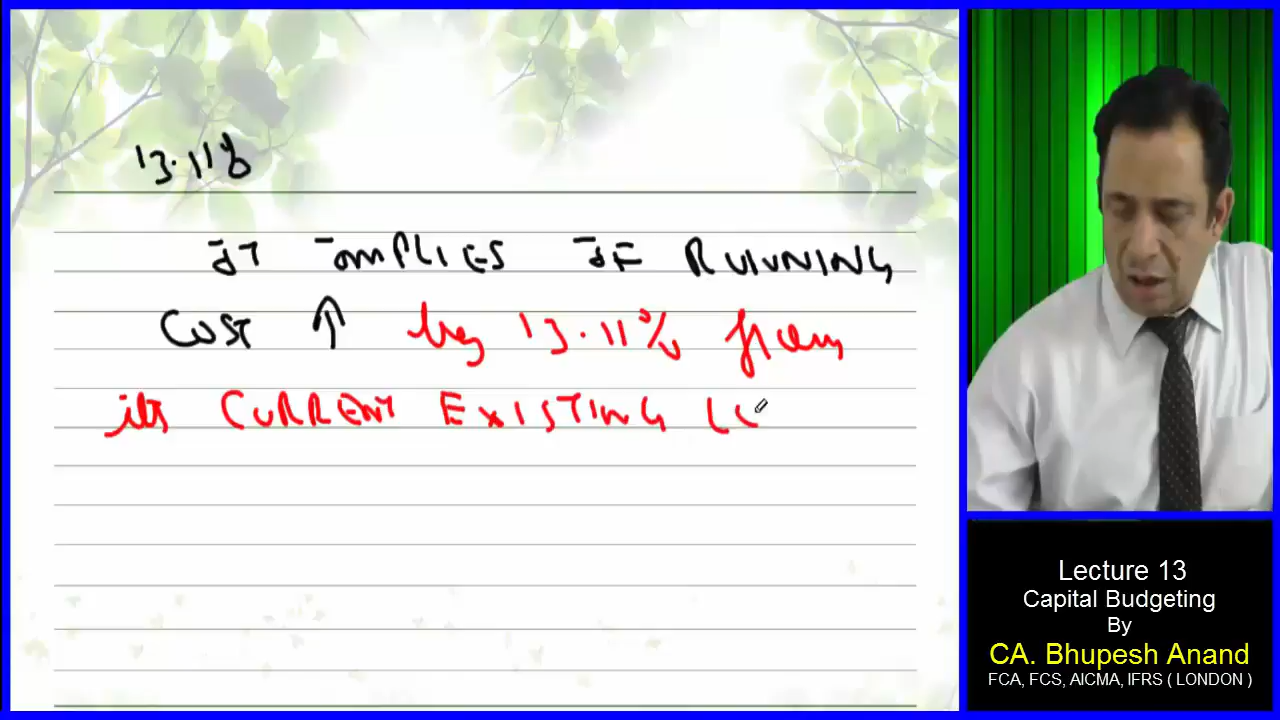 13.11%
IT IMPLIES IF RUNNING
COST ↑ by 13.11% from
its CURRENT EXISTING
Lecture 13
Capital Budgeting
By
CA. Bhupesh Anand
FCA, FCS, AICMA, IFRS ( LONDON )